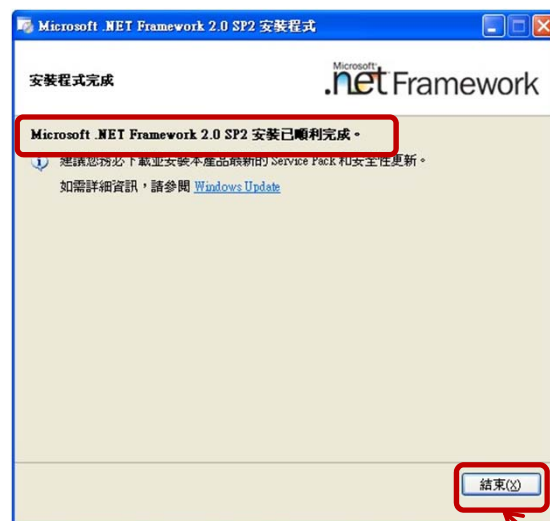 Microsoft .NET Framework 2.0 SP2 安裝程式
安裝程式完成
Microsoft
.net Framework
Microsoft .NET Framework 2.0 SP2 安裝已順利完成。
建議您務必下載並安裝本產品最新的 Service Pack 和安全性更新。
如需詳細資訊，請參閱 Windows Update
結束(X)